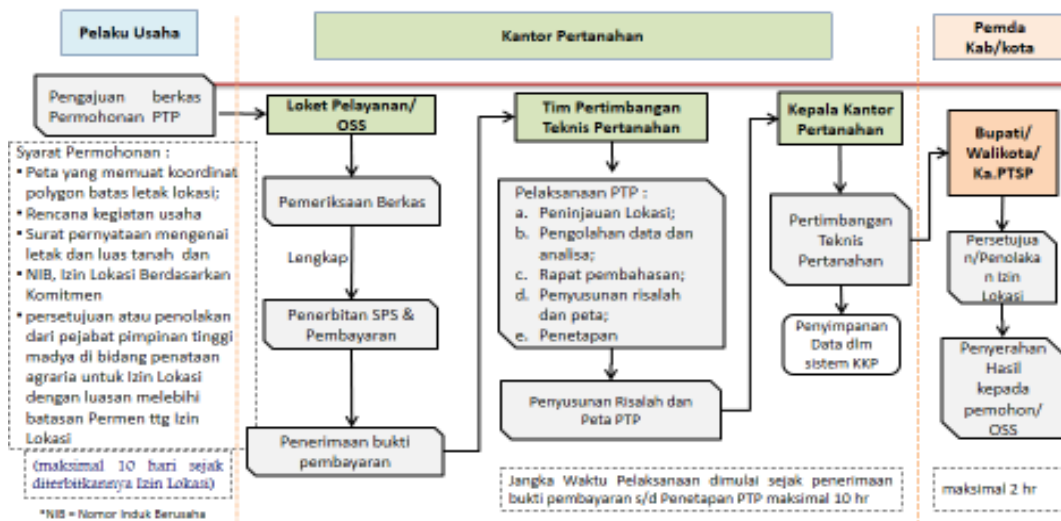 Pelaku Usaha
Kantor Pertanahan
Pemda
Kab/kota
Pengajuan berkas
Permohonan PTP
Syarat Permohonan :
▪ Peta yang memuat koordinat
polygon batas letak lokasi;
▪ Rencana kegiatan usaha
▪ Surat pernyataan mengenai
letak dan luas tanah dan
▪ NIB, Izin Lokasi Berdasarkan
Komitmen
▪ persetujuan atau penolakan
dari pejabat pimpinan tinggi
madya di bidang penataan
agraria untuk Izin Lokasi
dengan luasan melebihi
batasan Permen ttg Izin
Lokasi
(maksimal 10 hari sejak
diterbitkannya Izin Lokasi)
*NIB = Nomor Induk Berusaha
Loket Pelayanan/
OSS
Pemeriksaan Berkas
Lengkap
Penerbitan SPS &
Pembayaran
Penerimaan bukti
pembayaran
Tim Pertimbangan
Teknis Pertanahan
Pelaksanaan PTP :
a. Peninjauan Lokasi;
b. Pengolahan data dan
analisa;
c. Rapat pembahasan;
d. Penyusunan risalah
dan peta;
e. Penetapan
Penyusunan Risalah dan
Peta PTP
Jangka Waktu Pelaksanaan dimulai sejak penerimaan
bukti pembayaran s/d Penetapan PTP maksimal 10 hr
Kepala Kantor
Pertanahan
Pertimbangan
Teknis
Pertanahan
Penyimpanan
Data dlm
sistem KKP
Bupati/
Walikota/
Ka.PTSP
Persetujua
n/Penolaka
n Izin
Lokasi
Penyerahan
Hasil
kepada
pemohon/
OSS
maksimal 2 hr